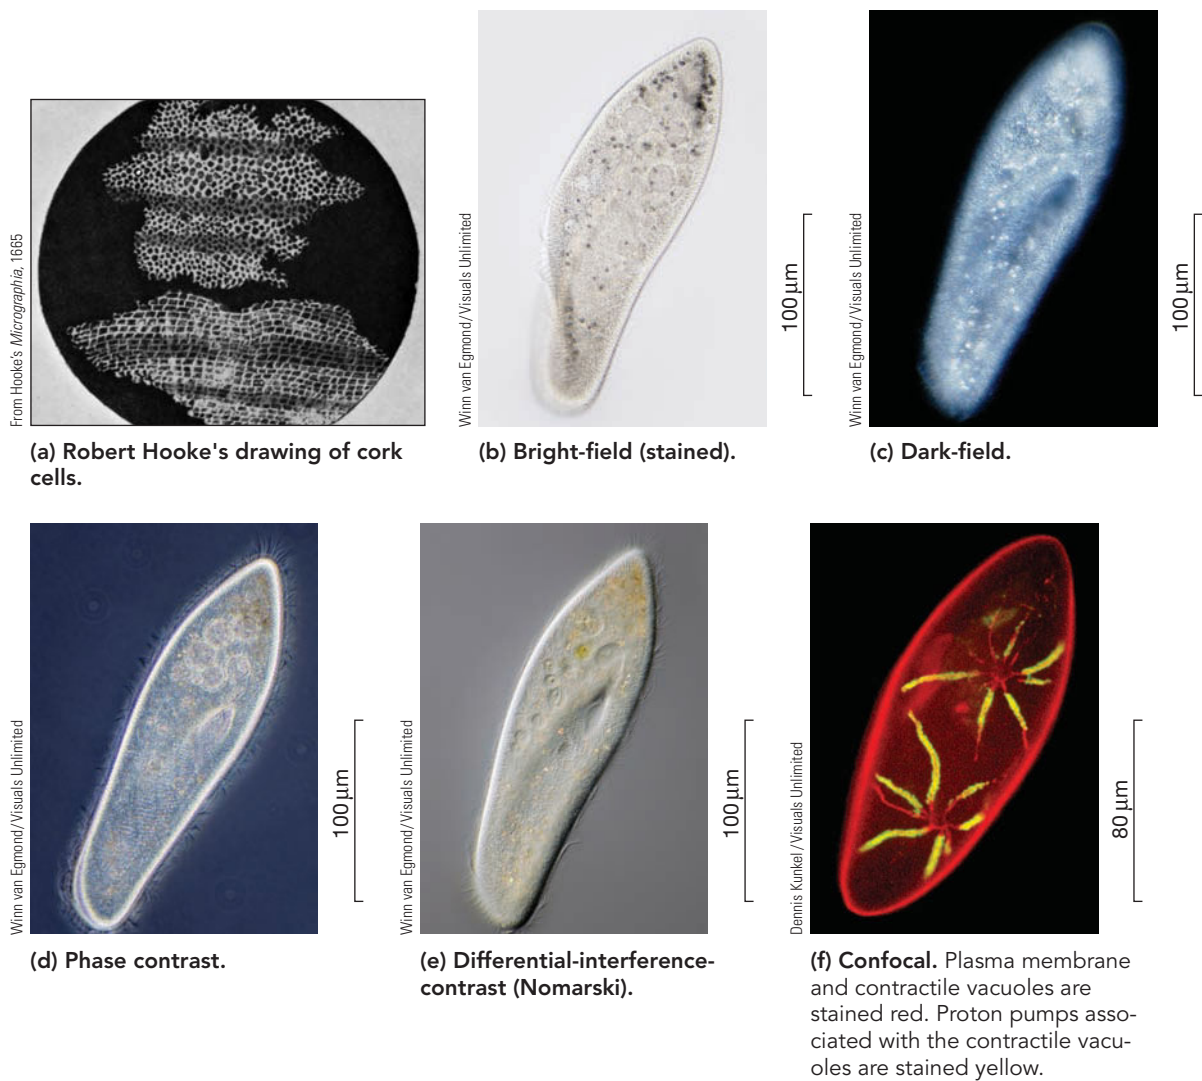 From Hooke's Micrographia, 1665
(a) Robert Hooke's drawing of cork
cells.
Winn van Egmond/Visuals Unlimited
100 µm
(b) Bright-field (stained).
Winn van Egmond/Visuals Unlimited
100 µm
(c) Dark-field.
Winn van Egmond/Visuals Unlimited
100 µm
(d) Phase contrast.
Winn van Egmond/Visuals Unlimited
100 µm
(e) Differential-interference-
contrast (Nomarski).
Dennis Kunkel/Visuals Unlimited
80 µm
(f) Confocal. Plasma membrane
and contractile vacuoles are
stained red. Proton pumps asso-
ciated with the contractile vacu-
oles are stained yellow.